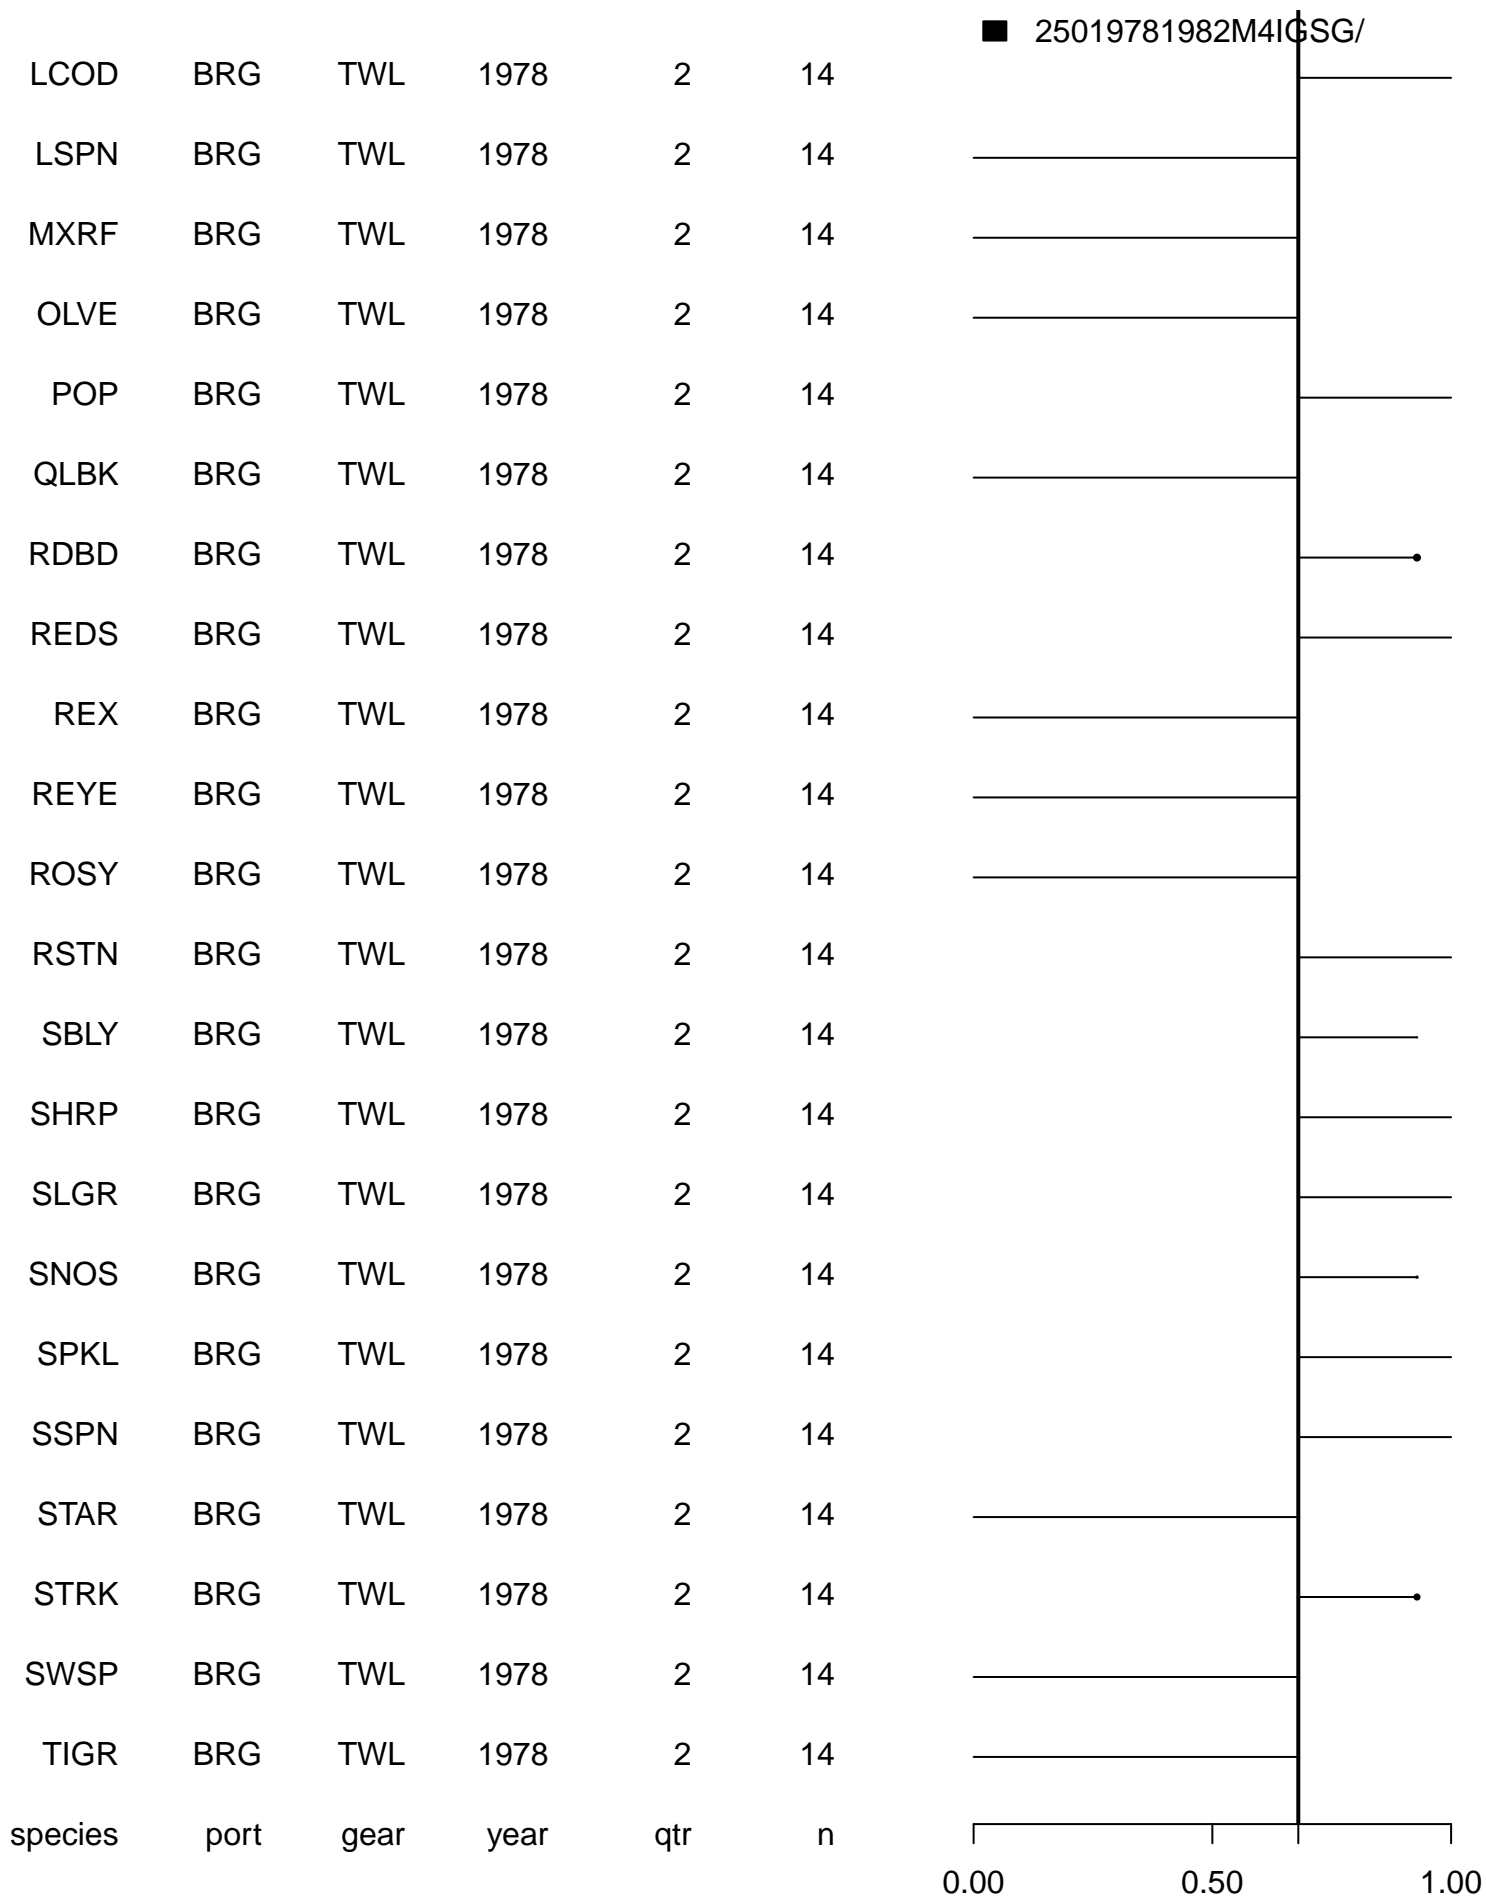 25019781982M4IGSG/
LCOD BRG TWL 1978 2 14
LSPN BRG TWL 1978 2 14
MXRF BRG TWL 1978 2 14
OLVE BRG TWL 1978 2 14
POP BRG TWL 1978 2 14
QLBK BRG TWL 1978 2 14
RDBD BRG TWL 1978 2 14
REDS BRG TWL 1978 2 14
REX BRG TWL 1978 2 14
REYE BRG TWL 1978 2 14
ROSY BRG TWL 1978 2 14
RSTN BRG TWL 1978 2 14
SBLY BRG TWL 1978 2 14
SHRP BRG TWL 1978 2 14
SLGR BRG TWL 1978 2 14
SNOS BRG TWL 1978 2 14
SPKL BRG TWL 1978 2 14
SSPN BRG TWL 1978 2 14
STAR BRG TWL 1978 2 14
STRK BRG TWL 1978 2 14
SWSP BRG TWL 1978 2 14
TIGR BRG TWL 1978 2 14
species port gear year qtr n
0.00 0.50 1.00